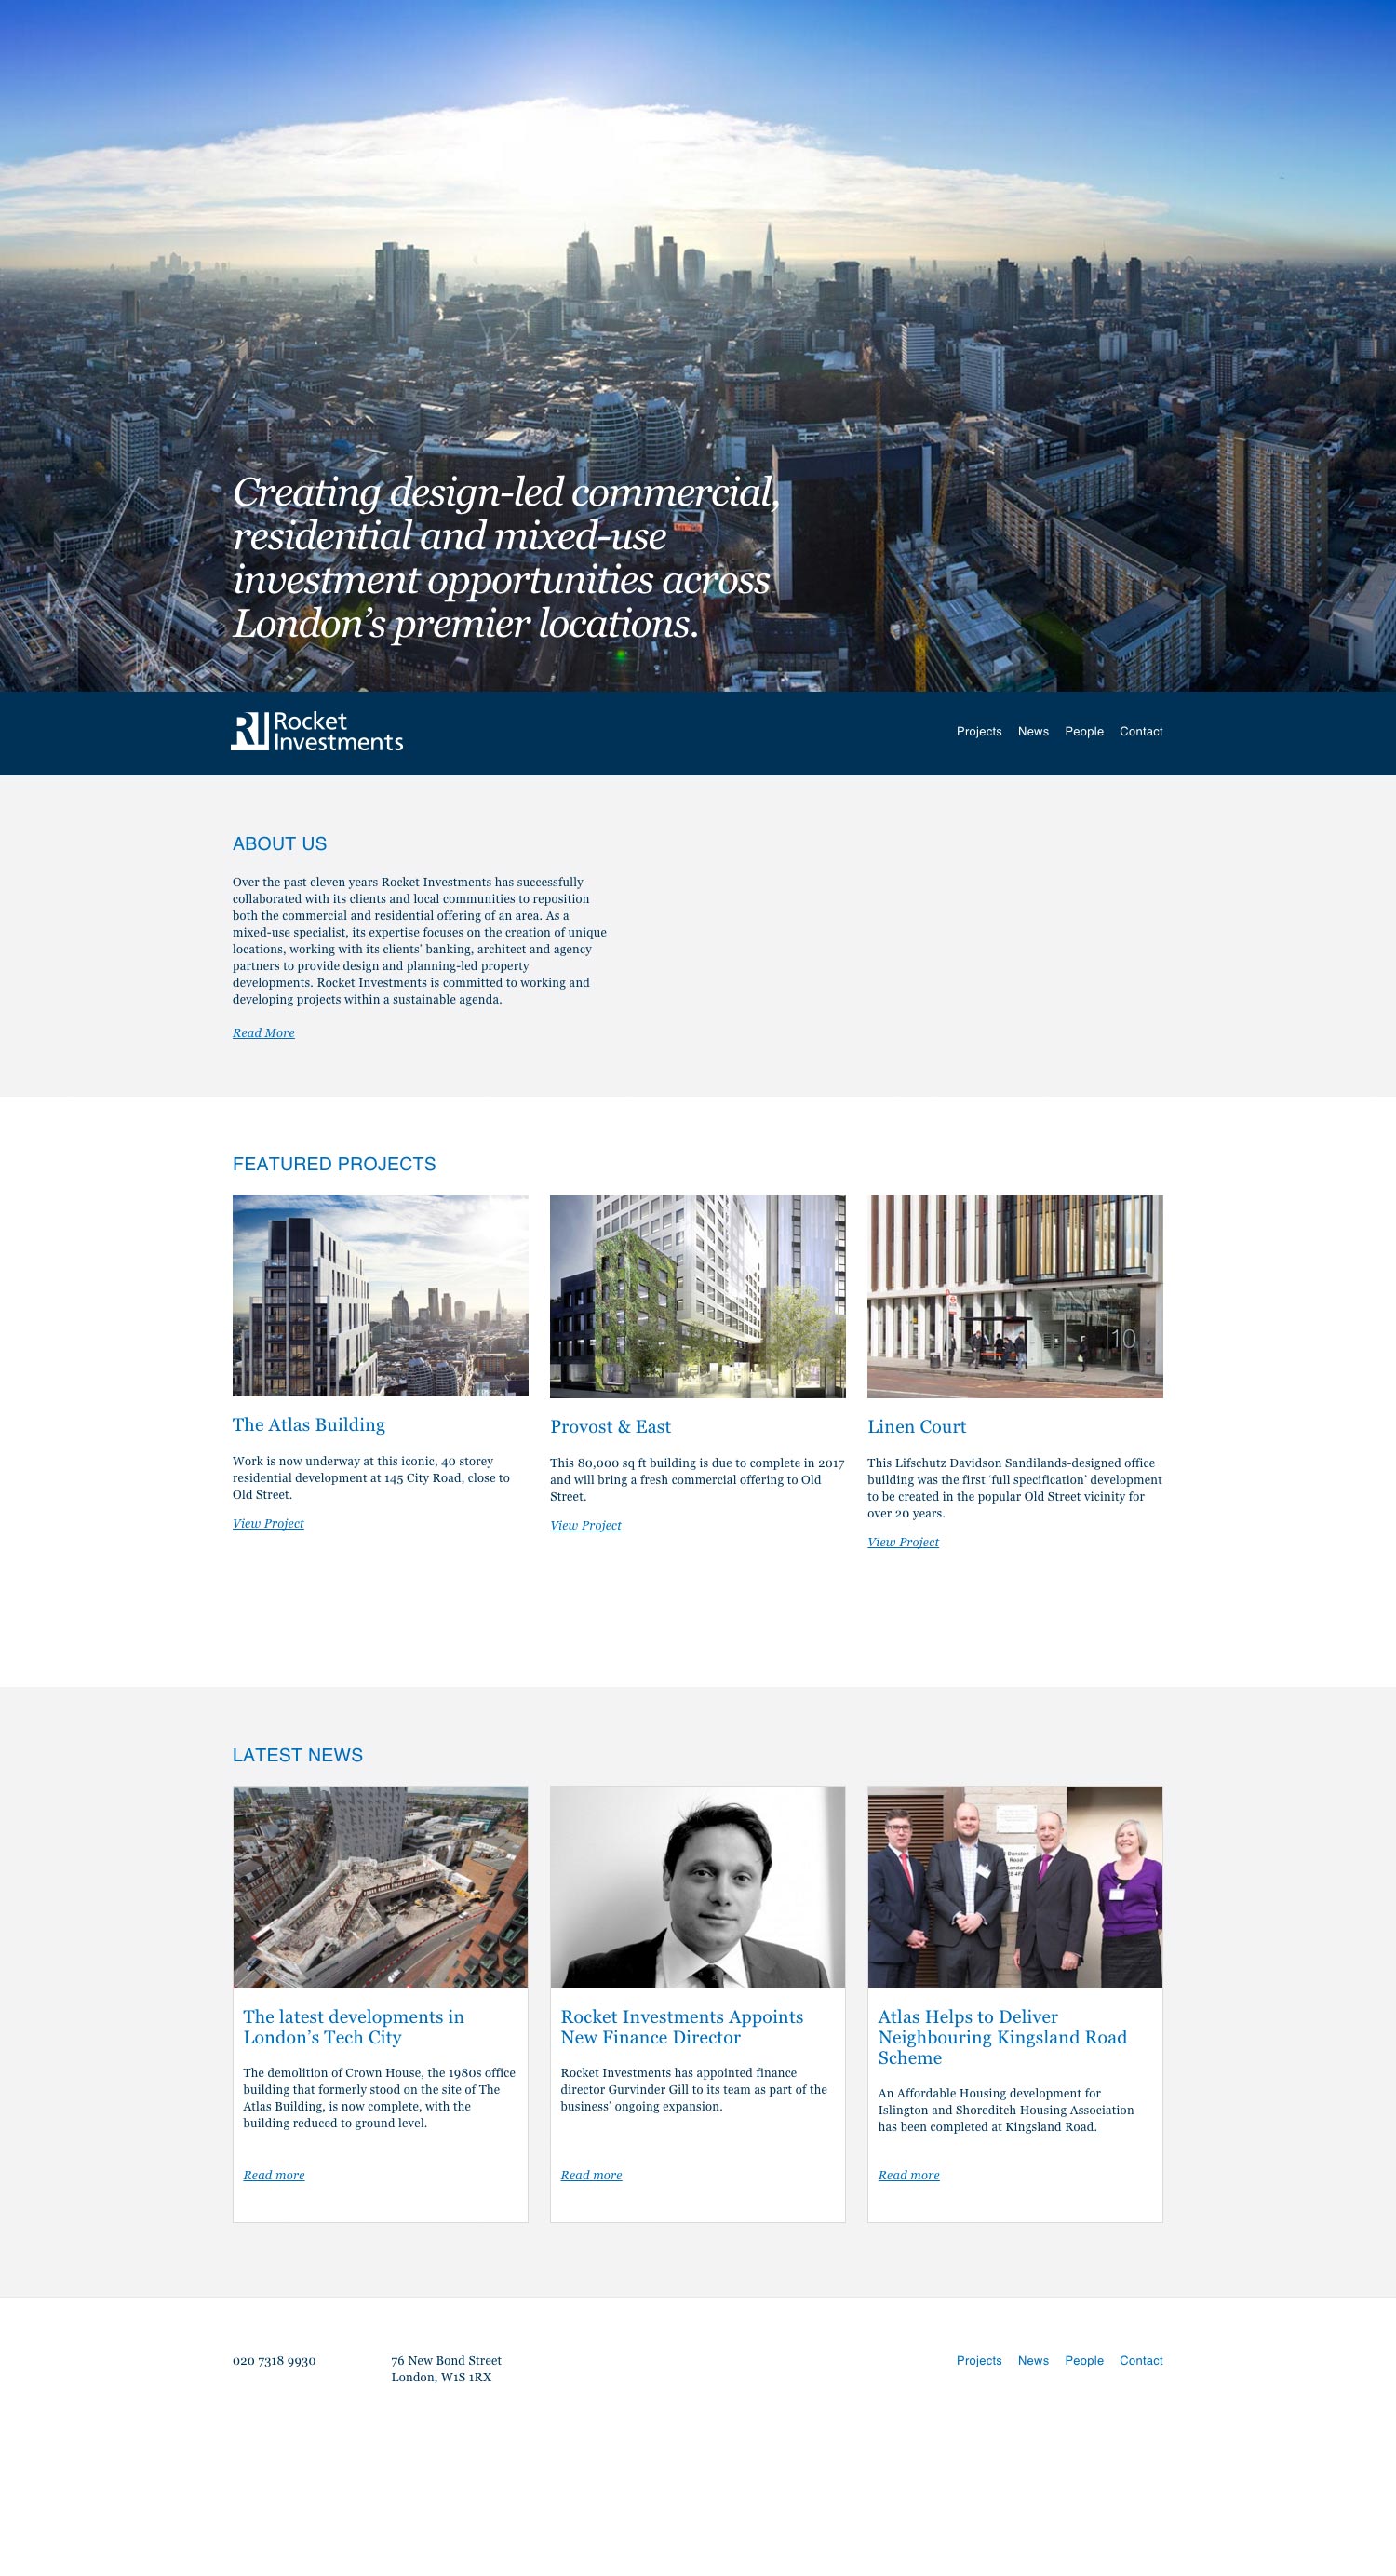 Creating design-led commercial,
residential and mixed-use
investment opportunities across
London’s premier locations.
RI Rocket
Investments
Projects News People Contact
ABOUT US
Over the past eleven years Rocket Investments has successfully
collaborated with its clients and local communities to reposition
both the commercial and residential offering of an area. As a
mixed-use specialist, its expertise focuses on the creation of unique
locations, working with its clients’ banking, architect and agency
partners to provide design and planning-led property
developments. Rocket Investments is committed to working and
developing projects within a sustainable agenda.
Read More
FEATURED PROJECTS
10
The Atlas Building
Work is now underway at this iconic, 40 storey
residential development at 145 City Road, close to
Old Street.
View Project
Provost & East
This 80,000 sq ft building is due to complete in 2017
and will bring a fresh commercial offering to Old
Street.
View Project
Linen Court
This Lifschutz Davidson Sandilands-designed office
building was the first ‘full specification’ development
to be created in the popular Old Street vicinity for
over 20 years.
View Project
LATEST NEWS
The latest developments in
London’s Tech City
The demolition of Crown House, the 1980s office
building that formerly stood on the site of The
Atlas Building, is now complete, with the
building reduced to ground level.
Read more
Rocket Investments Appoints
New Finance Director
Rocket Investments has appointed finance
director Gurvinder Gill to its team as part of the
business’ ongoing expansion.
Read more
Atlas Helps to Deliver
Neighbouring Kingsland Road
Scheme
An Affordable Housing development for
Islington and Shoreditch Housing Association
has been completed at Kingsland Road.
Read more
020 7318 9930
76 New Bond Street
London, W1S 1RX
Projects News People Contact